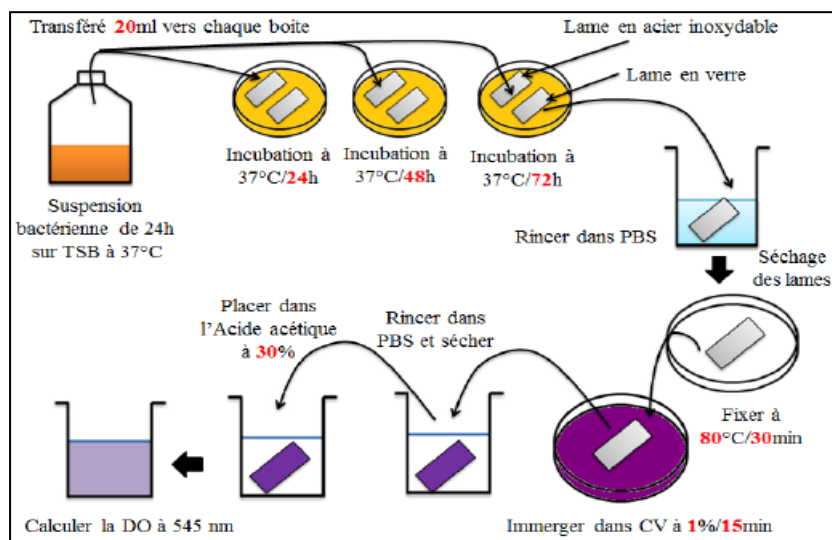 Transféré 20ml vers chaque boite
Lame en acier inoxydable
Lame en verre
Incubation à
37°C/24h
Incubation à
37°C/48h
Incubation à
37°C/72h
Suspension
bactérienne de 24h
sur TSB à 37°C
Rincer dans PBS
Séchage
des lames
Placer dans
l'Acide acétique
à 30%
Rincer dans
PBS et sécher
Fixer à
80°C/30min
Calculer la DO à 545 nm
Immerger dans CV à 1%/15min